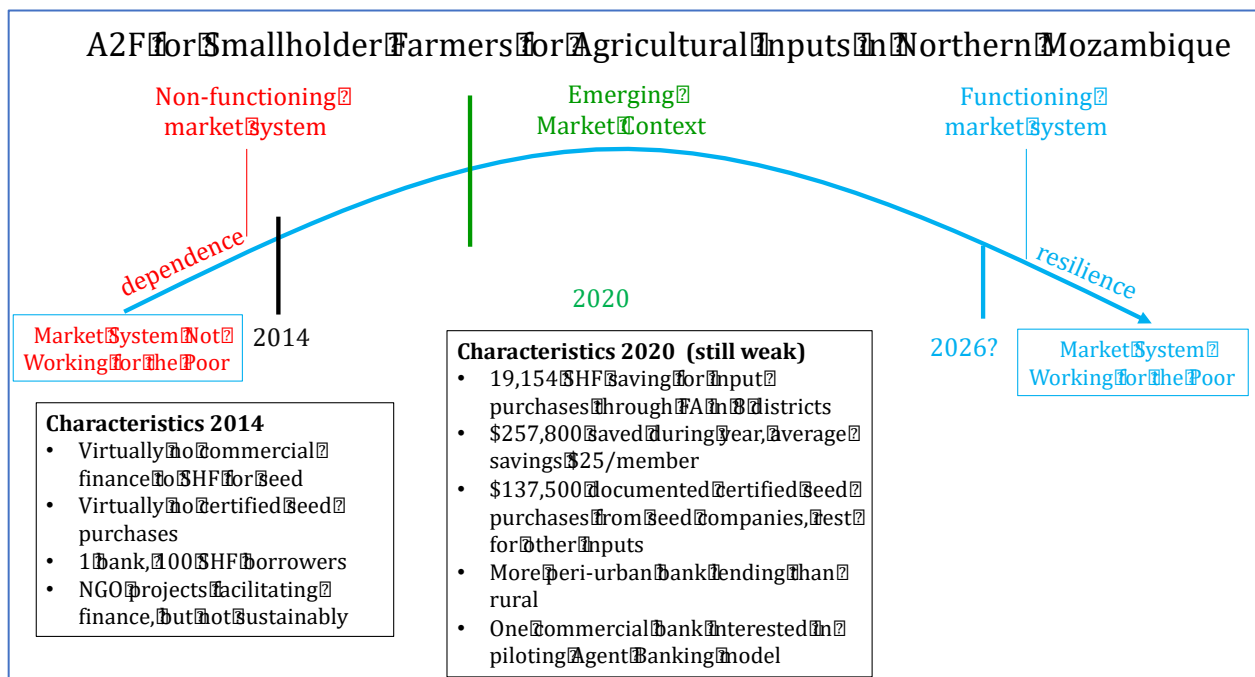 A2F for Smallholder Farmers for Agricultural Inputs in Northern Mozambique
Non-functioning
market system
Emerging
Market Context
Functioning
market system
dependence
resilience
Market System Not
Working for the Poor
2014
2020
2026?
Market System
Working for the Poor
Characteristics 2014
• Virtually no commercial
finance to SHF for seed
• Virtually no certified seed
purchases
• 1 bank, 100 SHF borrowers
• NGO projects facilitating
finance, but not sustainably
Characteristics 2020 (still weak)
• 19,154 SHF saving for input
purchases through FA in 8 districts
• $257,800 saved during year, average
savings $25/member
• $137,500 documented certified seed
purchases from seed companies, rest
for other inputs
• More peri-urban bank lending than
rural
• One commercial bank interested in
piloting Agent Banking model